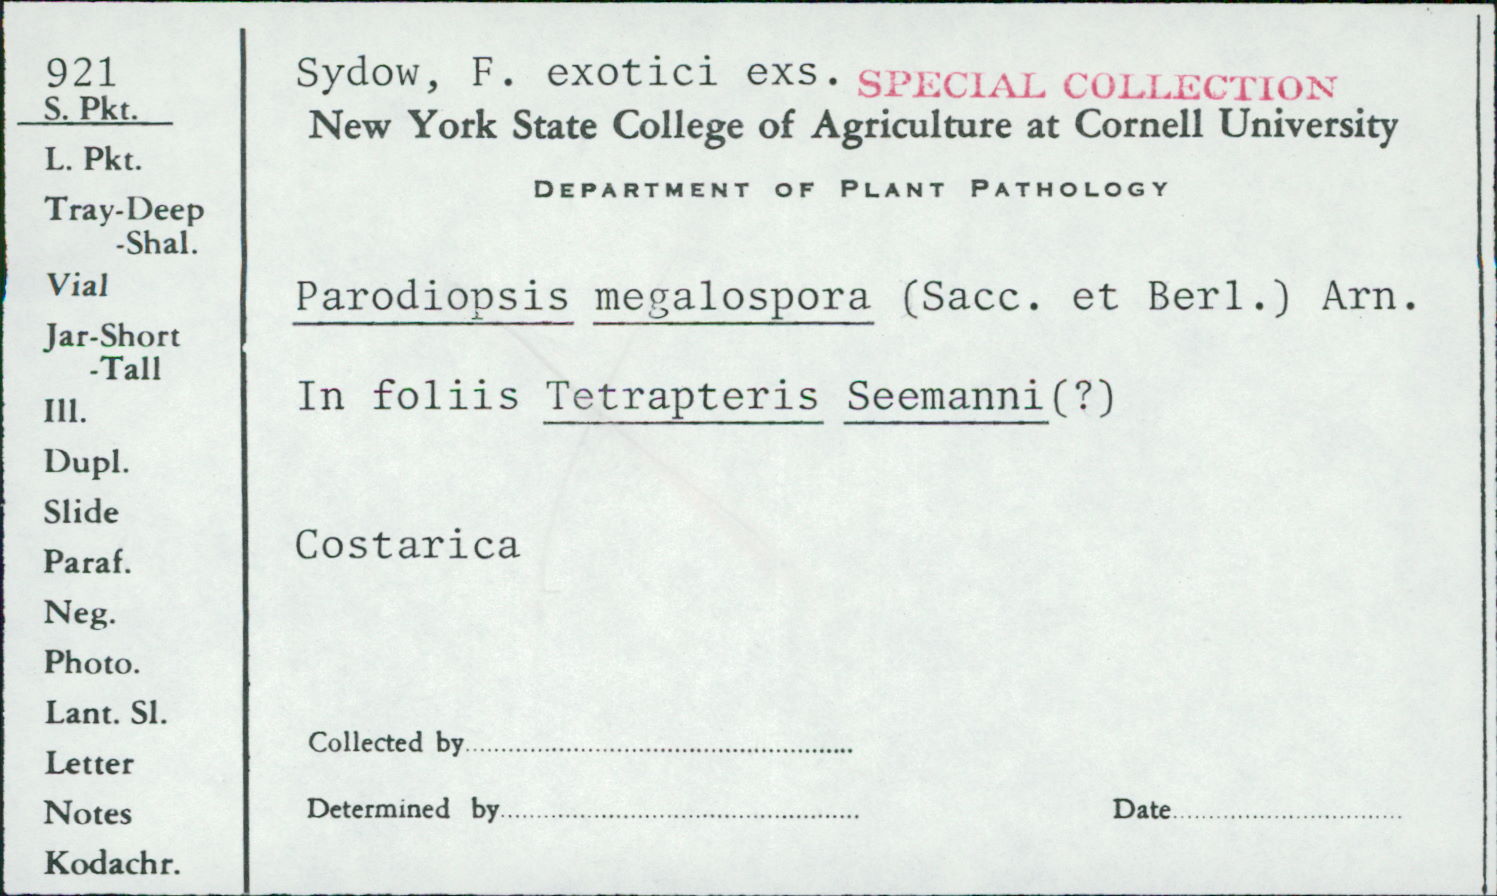 921
S. Pkt.
L. Pkt.
Tray-Deep
-Shal.
Vial
Jar-Short
-Tall
Ill.
Dupl.
Slide
Paraf.
Neg.
Photo.
Lant. Sl.
Letter
Notes
Kodachr.
Sydow, F. exotici exs. SPECIAL COLLECTION
New York State College of Agriculture at Cornell University
DEPARTMENT OF PLANT PATHOLOGY
Parodiopsis megalospora (Sacc. et Berl.) Arn.
In foliis Tetrapteris Seemanni(?)
Costarica
Collected by
Determined by Date